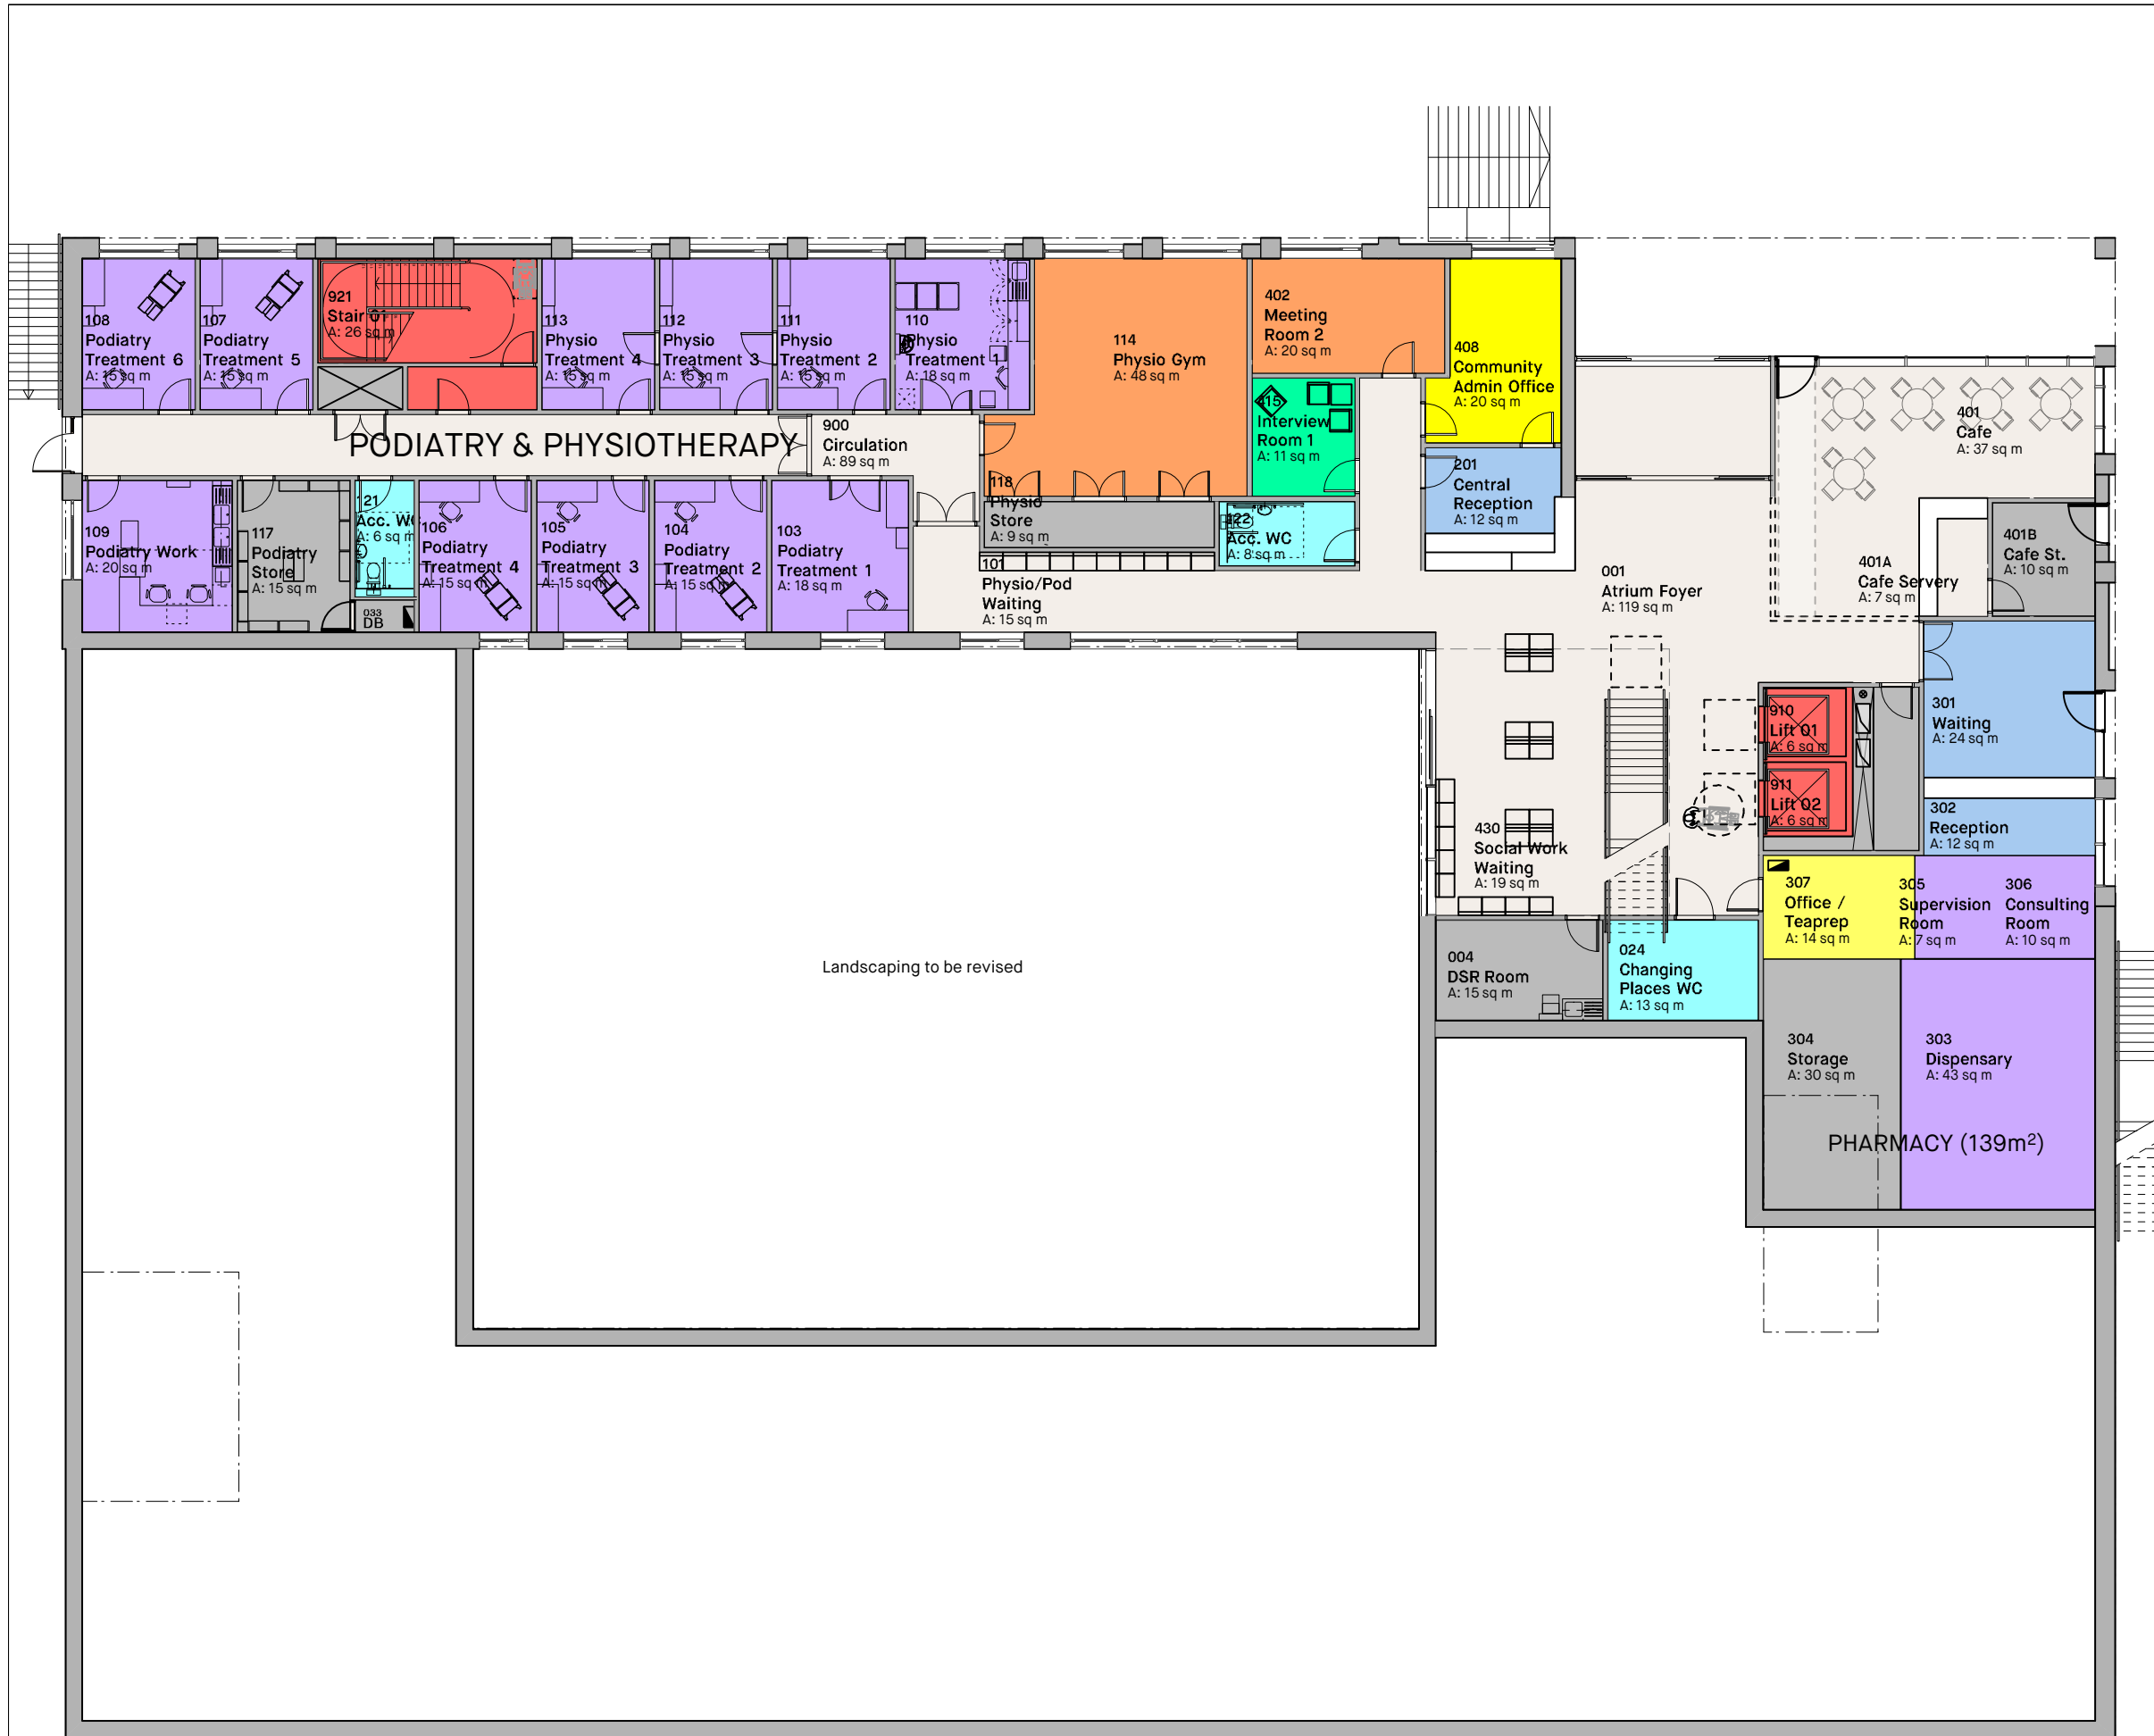 108
Podiatry
Treatment 6
A: 15 sq m
107
Podiatry
Treatment 5
A: 15 sq m
921
Stair 01
A: 26 sq m
113
Physio
Treatment 4
A: 15 sq m
112
Physio
Treatment 3
A: 15 sq m
111
Physio
Treatment 2
A: 15 sq m
110
Physio
Treatment 1
A: 18 sq m
114
Physio Gym
A: 48 sq m
402
Meeting
Room 2
A: 20 sq m
408
Community
Admin Office
A: 20 sq m
415
Interview
Room 1
A: 11 sq m
401
Cafe
A: 37 sq m
PODIATRY & PHYSIOTHERAPY
900
Circulation
A: 89 sq m
201
Central
Reception
A: 12 sq m
109
Podiatry Work
A: 20 sq m
117
Podiatry
Store
A: 15 sq m
21
Acc. WC
A: 6 sq m
033
DB
106
Podiatry
Treatment 4
A: 15 sq m
105
Podiatry
Treatment 3
A: 15 sq m
104
Podiatry
Treatment 2
A: 15 sq m
103
Podiatry
Treatment 1
A: 18 sq m
118
Physio
Store
A: 9 sq m
122
Acc. WC
A: 8 sq m
101
Physio/Pod
Waiting
A: 15 sq m
001
Atrium Foyer
A: 119 sq m
401A
Cafe Servery
A: 7 sq m
401B
Cafe St.
A: 10 sq m
910
Lift 01
A: 6 sq m
911
Lift 02
A: 6 sq m
301
Waiting
A: 24 sq m
302
Reception
A: 12 sq m
430
Social Work
Waiting
A: 19 sq m
307
Office /
Teaprep
A: 14 sq m
305
Supervision
Room
A: 7 sq m
306
Consulting
Room
A: 10 sq m
Landscaping to be revised
004
DSR Room
A: 15 sq m
024
Changing
Places WC
A: 13 sq m
304
Storage
A: 30 sq m
303
Dispensary
A: 43 sq m
PHARMACY (139m²)